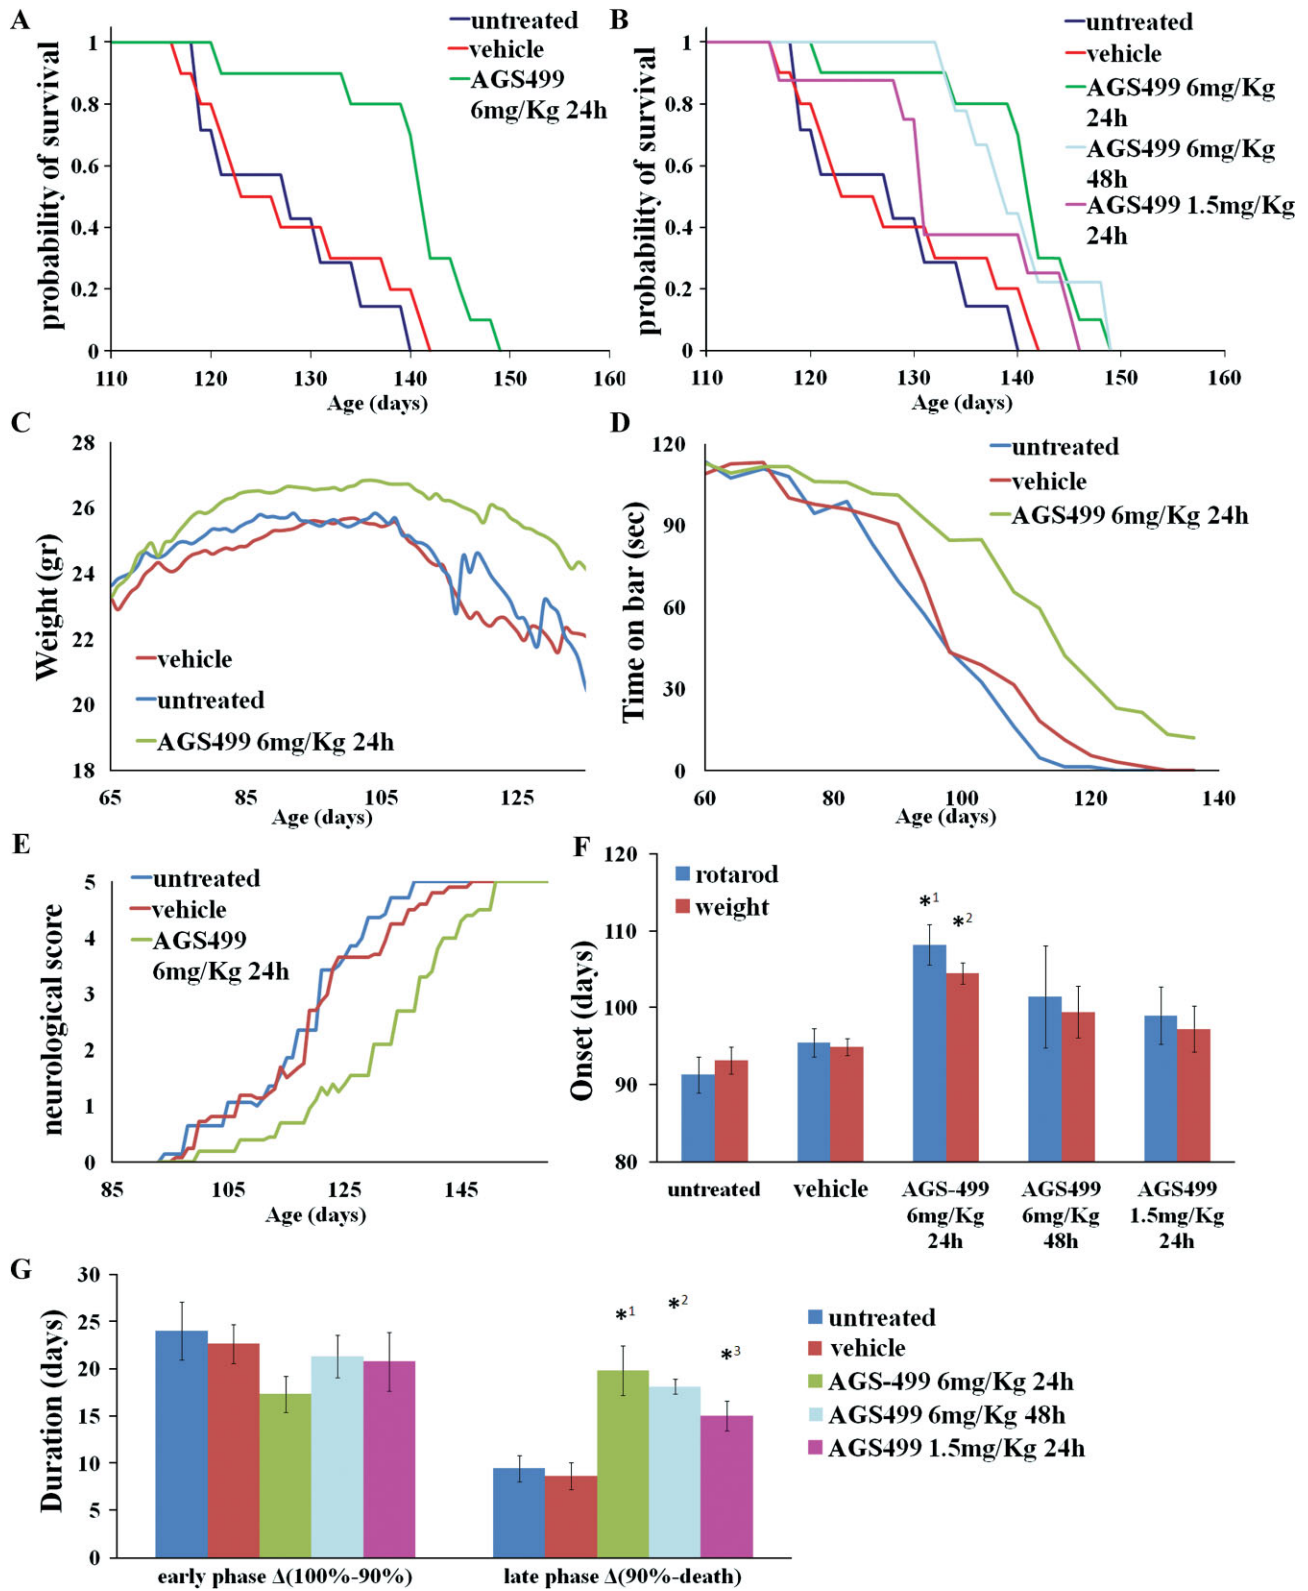 A
untreated
vehicle
AGS499
6mg/Kg 24h
probability of survival
1
0.8
0.6
0.4
0.2
0
110 120 130 140 150 160
Age (days)
B
untreated
vehicle
AGS499 6mg/Kg
24h
AGS499 6mg/Kg
48h
AGS499 1.5mg/Kg
24h
probability of survival
1
0.8
0.6
0.4
0.2
0
110 120 130 140 150 160
Age (days)
C
28
26
24
22
20
18
Weight (gr)
vehicle
untreated
AGS499 6mg/Kg 24h
65 85 105 125
Age (days)
D
120
90
60
30
0
Time on bar (sec)
untreated
vehicle
AGS499 6mg/Kg 24h
60 80 100 120 140
Age (days)
E
5
4
3
2
1
0
neurological score
untreated
vehicle
AGS499
6mg/Kg 24h
85 105 125 145
Age (days)
F
120
110
100
90
80
Onset (days)
rotarod
weight
*1
*2
untreated
vehicle
AGS-499
6mg/Kg
24h
AGS499
6mg/Kg
48h
AGS499
1.5mg/Kg
24h
G
30
25
20
15
10
5
0
Duration (days)
*1
*2
*3
early phase Δ(100%-90%)
late phase Δ(90%-death)
untreated
vehicle
AGS-499 6mg/Kg 24h
AGS499 6mg/Kg 48h
AGS499 1.5mg/Kg 24h